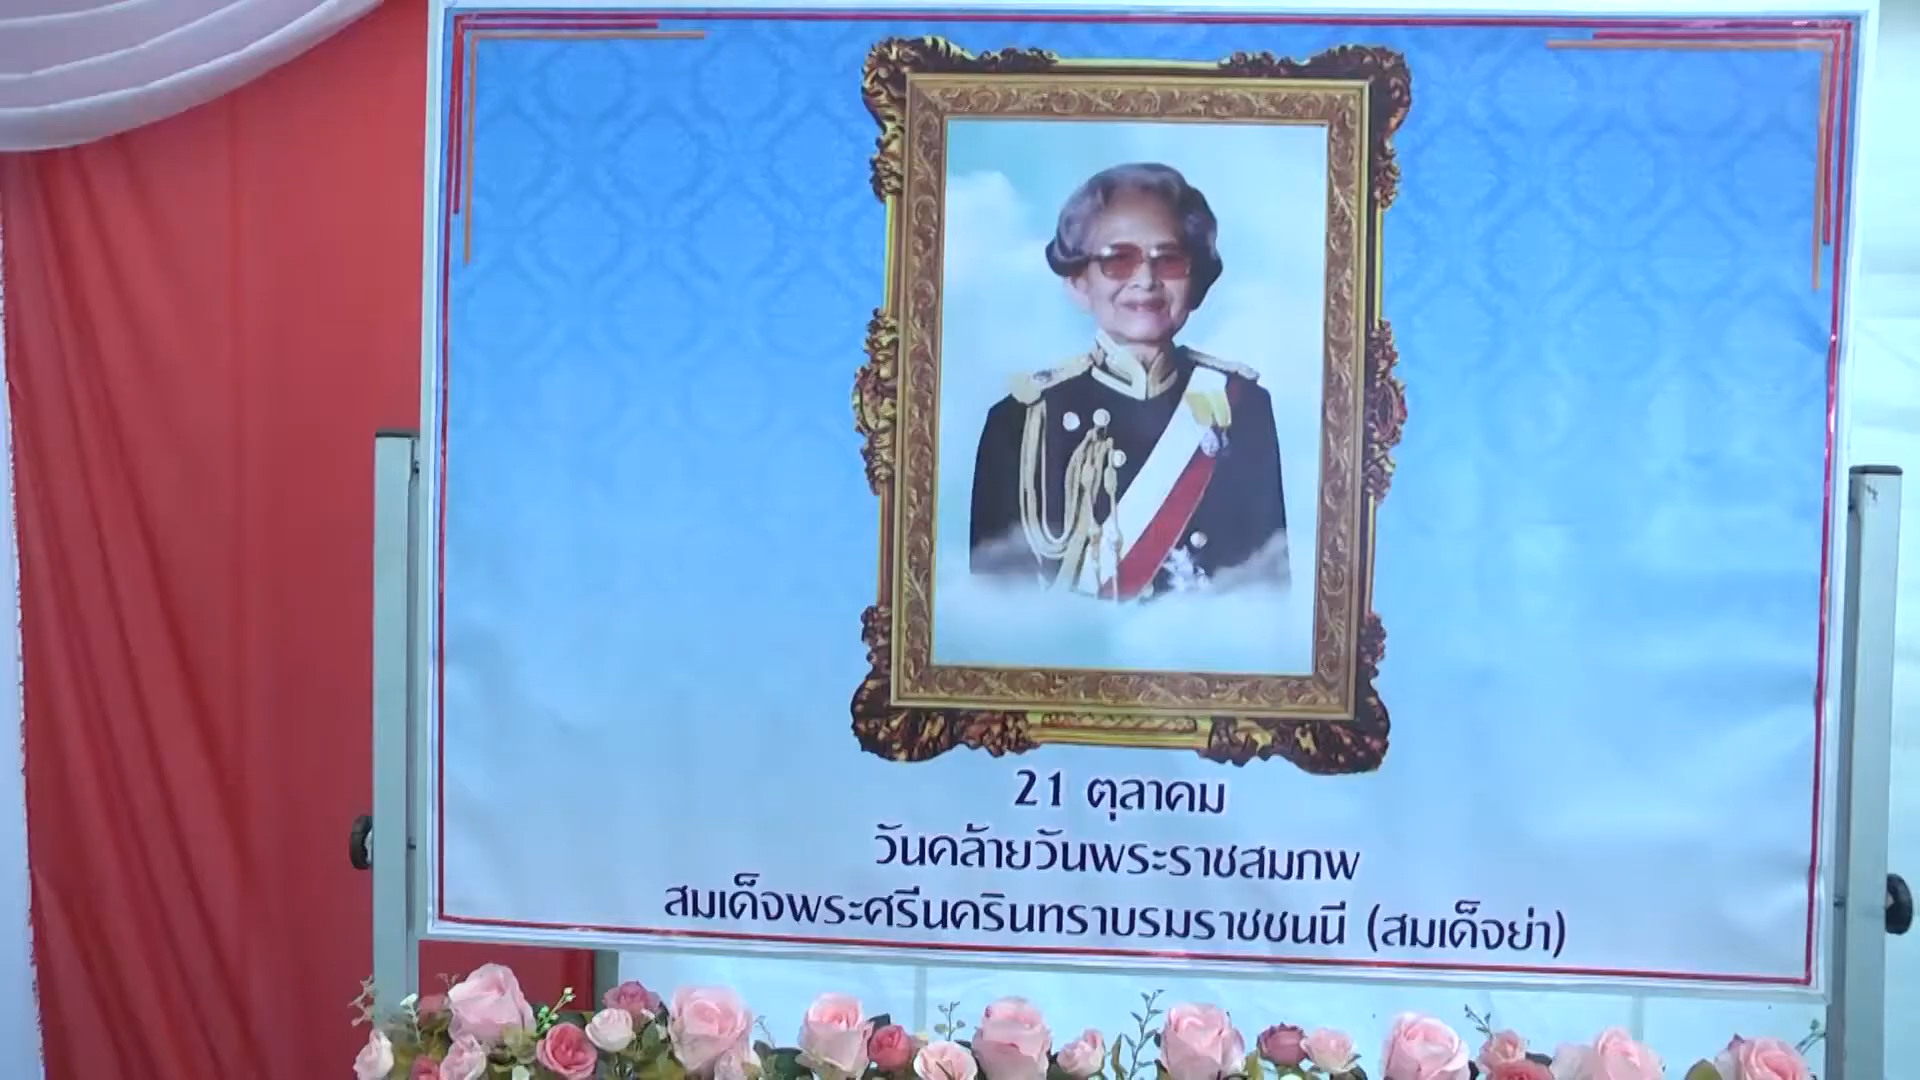 21 ตุลาคม
วันคล้ายวันพระราชสมภพ
สมเด็จพระศรีนครินทราบรมราชชนนี (สมเด็จย่า)